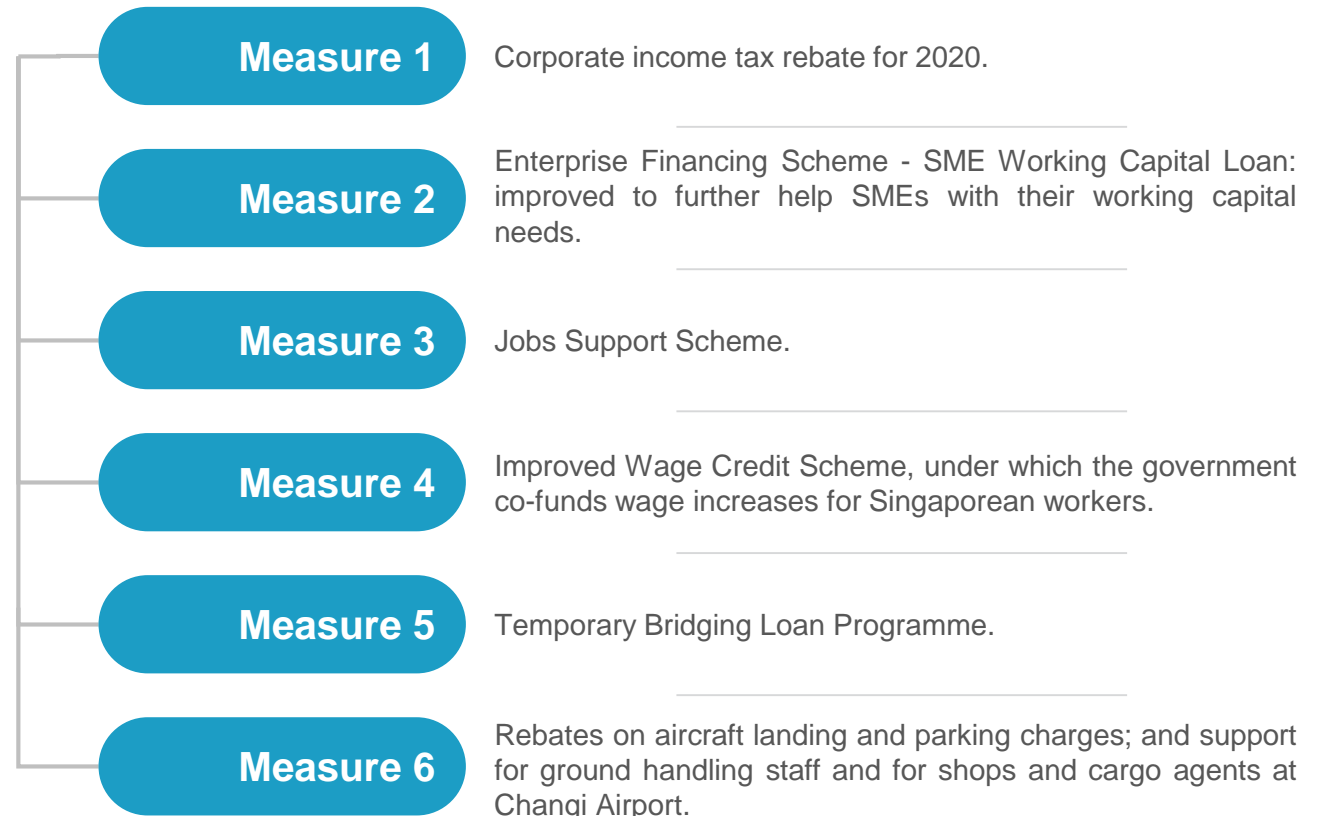 Measure 1
Corporate income tax rebate for 2020.
Measure 2
Enterprise Financing Scheme - SME Working Capital Loan:
improved to further help SMEs with their working capital
needs.
Measure 3
Jobs Support Scheme.
Measure 4
Improved Wage Credit Scheme, under which the government
co-funds wage increases for Singaporean workers.
Measure 5
Temporary Bridging Loan Programme.
Measure 6
Rebates on aircraft landing and parking charges; and support
for ground handling staff and for shops and cargo agents at
Changi Airport.